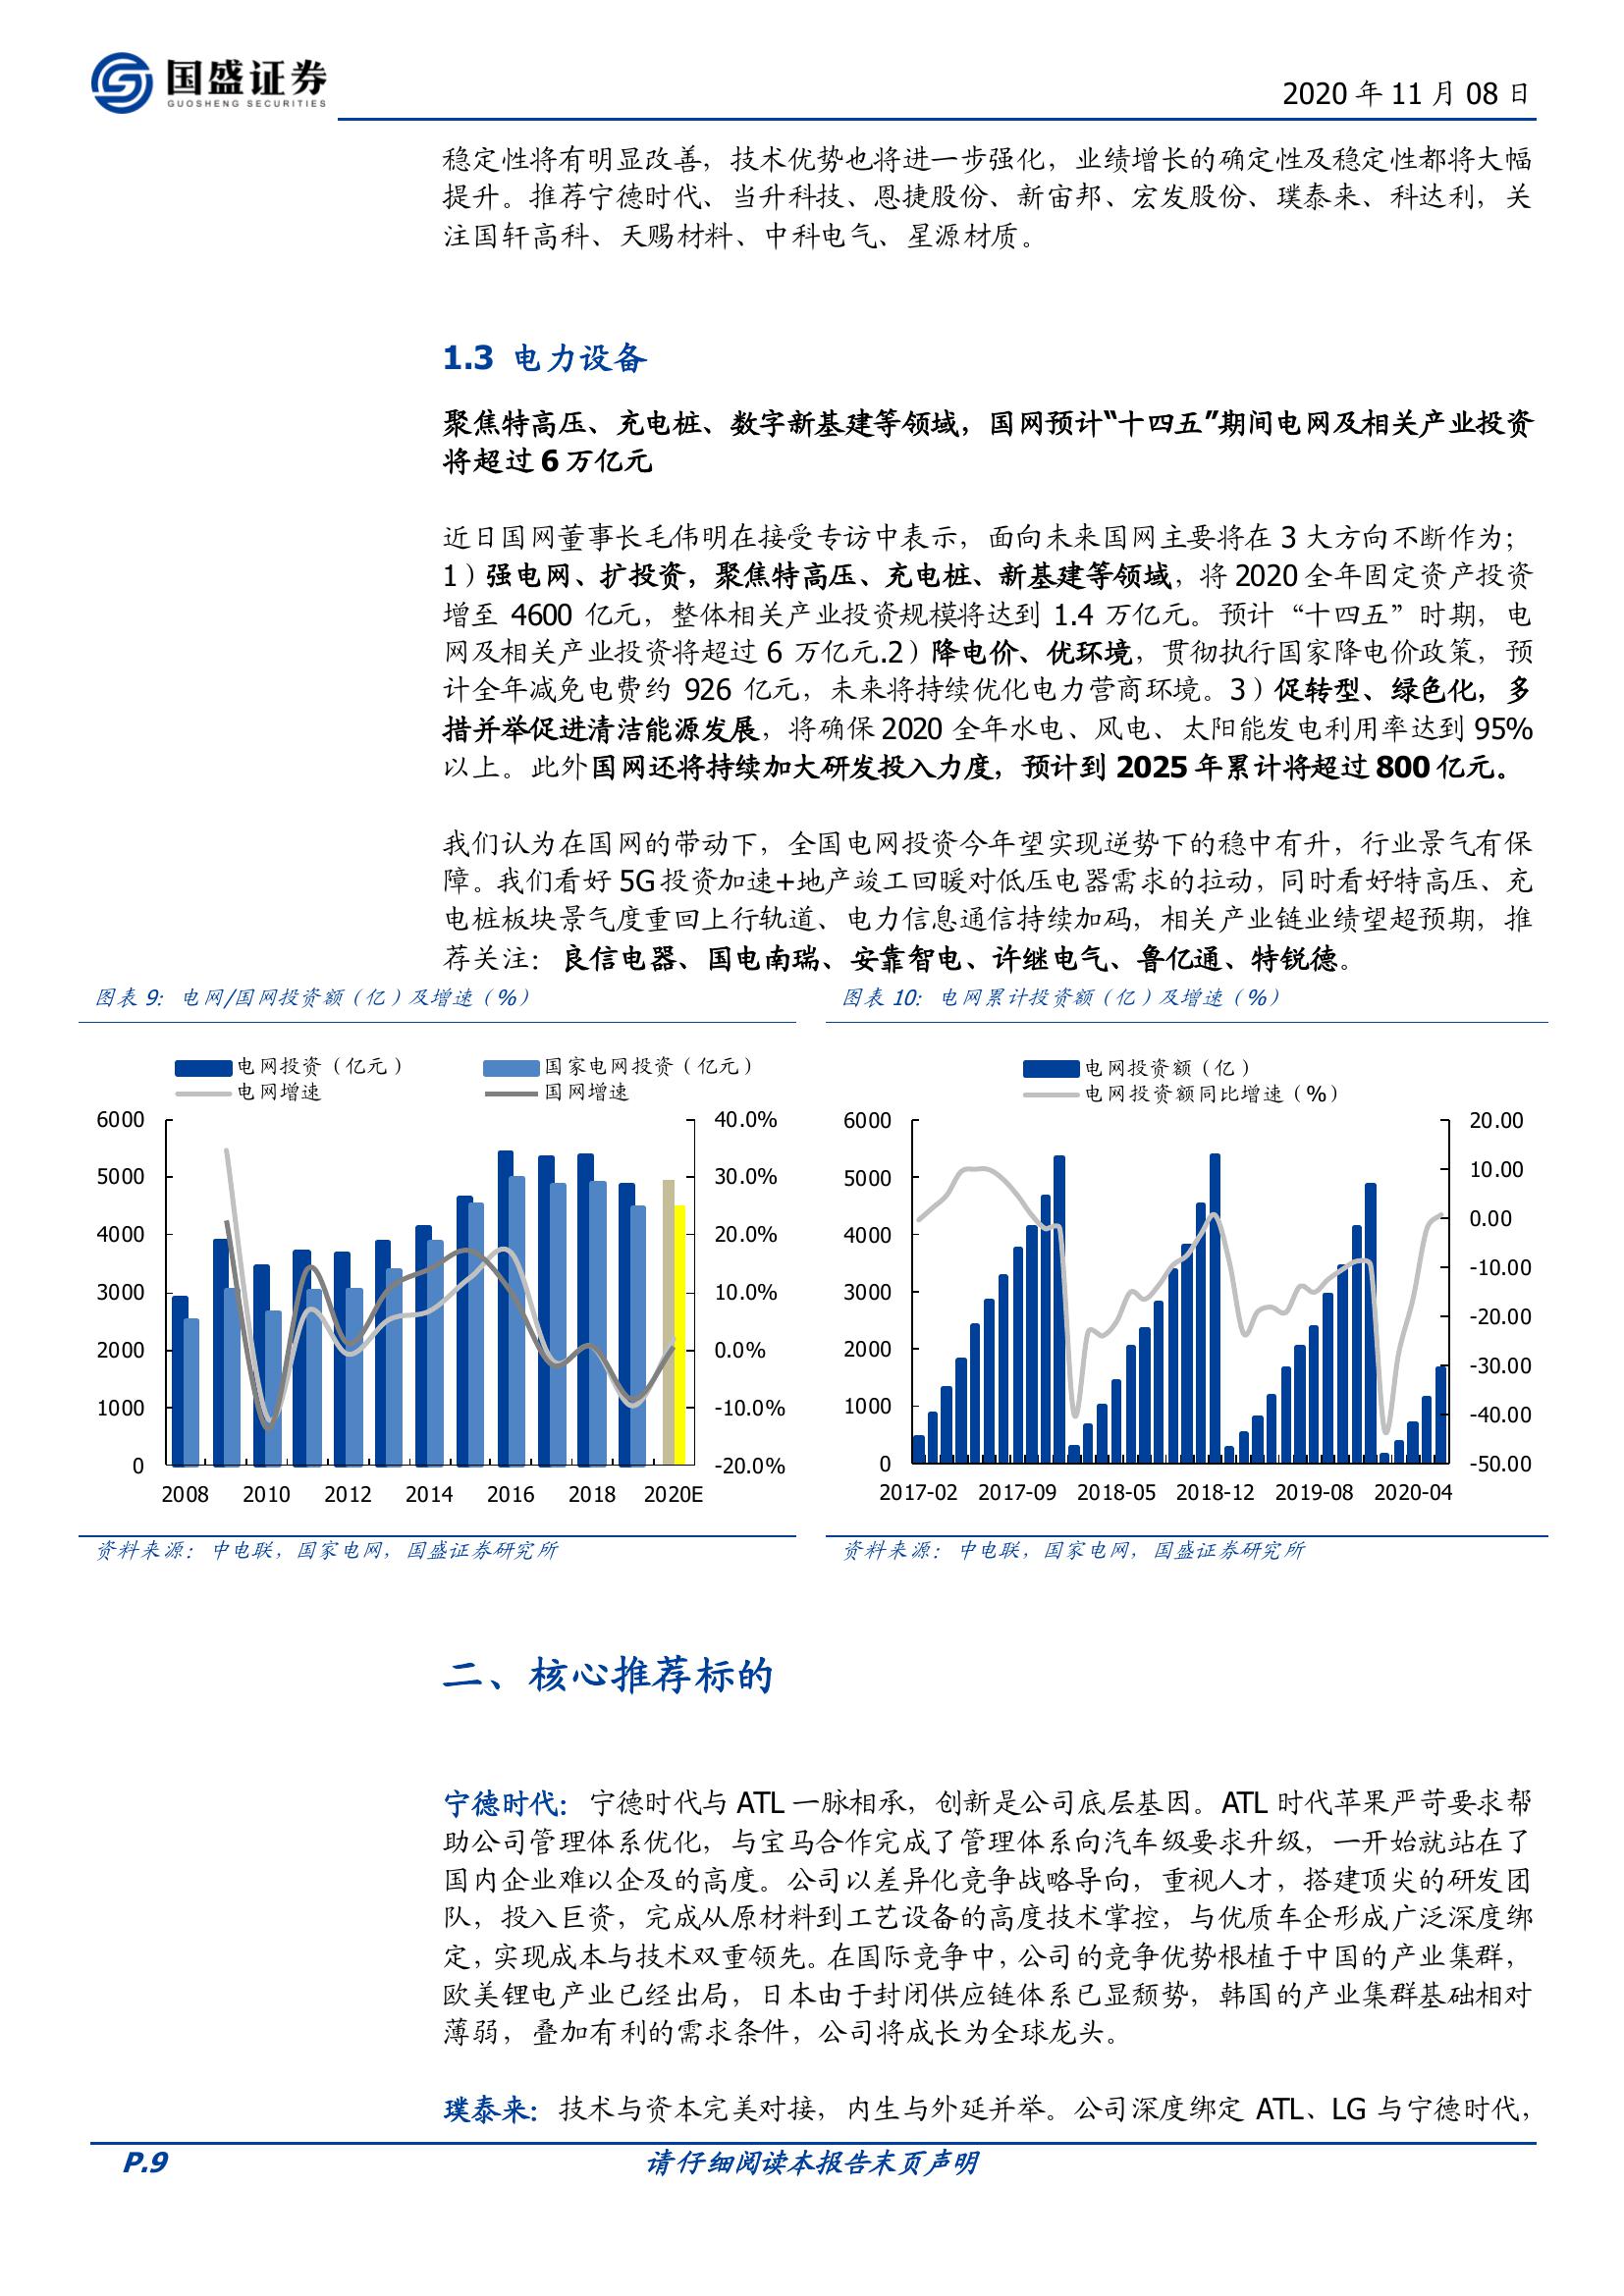 国盛证券
GUOSHENG SECURITIES
2020 年 11 月 08 日
稳定性将有明显改善，技术优势也将进一步强化，业绩增长的确定性及稳定性都将大幅
提升。推荐宁德时代、当升科技、恩捷股份、新宙邦、宏发股份、璞泰来、科达利，关
注国轩高科、天赐材料、中科电气、星源材质。
1.3 电力设备
聚焦特高压、充电桩、数字新基建等领域，国网预计“十四五”期间电网及相关产业投资
将超过 6 万亿元
近日国网董事长毛伟明在接受专访中表示，面向未来国网主要将在 3 大方向不断作为；
1）强电网、扩投资，聚焦特高压、充电桩、新基建等领域，将 2020 全年固定资产投资
增至 4600 亿元，整体相关产业投资规模将达到 1.4 万亿元。预计“十四五”时期，电
网及相关产业投资将超过 6 万亿元.2）降电价、优环境，贯彻执行国家降电价政策，预
计全年减免电费约 926 亿元，未来将持续优化电力营商环境。3）促转型、绿色化，多
措并举促进清洁能源发展，将确保 2020 全年水电、风电、太阳能发电利用率达到 95%
以上。此外国网还将持续加大研发投入力度，预计到 2025 年累计将超过 800 亿元。
我们认为在国网的带动下，全国电网投资今年望实现逆势下的稳中有升，行业景气有保
障。我们看好 5G 投资加速+地产竣工回暖对低压电器需求的拉动，同时看好特高压、充
电桩板块景气度重回上行轨道、电力信息通信持续加码，相关产业链业绩望超预期，推
荐关注：良信电器、国电南瑞、安靠智电、许继电气、鲁亿通、特锐德。
图表 9：电网/国网投资额（亿）及增速（%）
电网投资（亿元） 国家电网投资（亿元）
电网增速 国网增速
6000 40.0%
5000 30.0%
4000 20.0%
3000 10.0%
2000 0.0%
1000 -10.0%
0 -20.0%
2008 2010 2012 2014 2016 2018 2020E
资料来源：中电联，国家电网，国盛证券研究所
图表 10：电网累计投资额（亿）及增速（%）
电网投资额（亿）
电网投资额同比增速（%）
6000 20.00
5000 10.00
4000 0.00
3000 -10.00
2000 -20.00
1000 -30.00
0 -40.00
-50.00
2017-02 2017-09 2018-05 2018-12 2019-08 2020-04
资料来源：中电联，国家电网，国盛证券研究所
二、核心推荐标的
宁德时代：宁德时代与 ATL 一脉相承，创新是公司底层基因。ATL 时代苹果严苛要求帮
助公司管理体系优化，与宝马合作完成了管理体系向汽车级要求升级，一开始就站在了
国内企业难以企及的高度。公司以差异化竞争战略导向，重视人才，搭建顶尖的研发团
队，投入巨资，完成从原材料到工艺设备的高度技术掌控，与优质车企形成广泛深度绑
定，实现成本与技术双重领先。在国际竞争中，公司的竞争优势根植于中国的产业集群，
欧美锂电产业已经出局，日本由于封闭供应链体系已显颓势，韩国的产业集群基础相对
薄弱，叠加有利的需求条件，公司将成长为全球龙头。
璞泰来：技术与资本完美对接，内生与外延并举。公司深度绑定 ATL、LG 与宁德时代，
P.9
请仔细阅读本报告末页声明